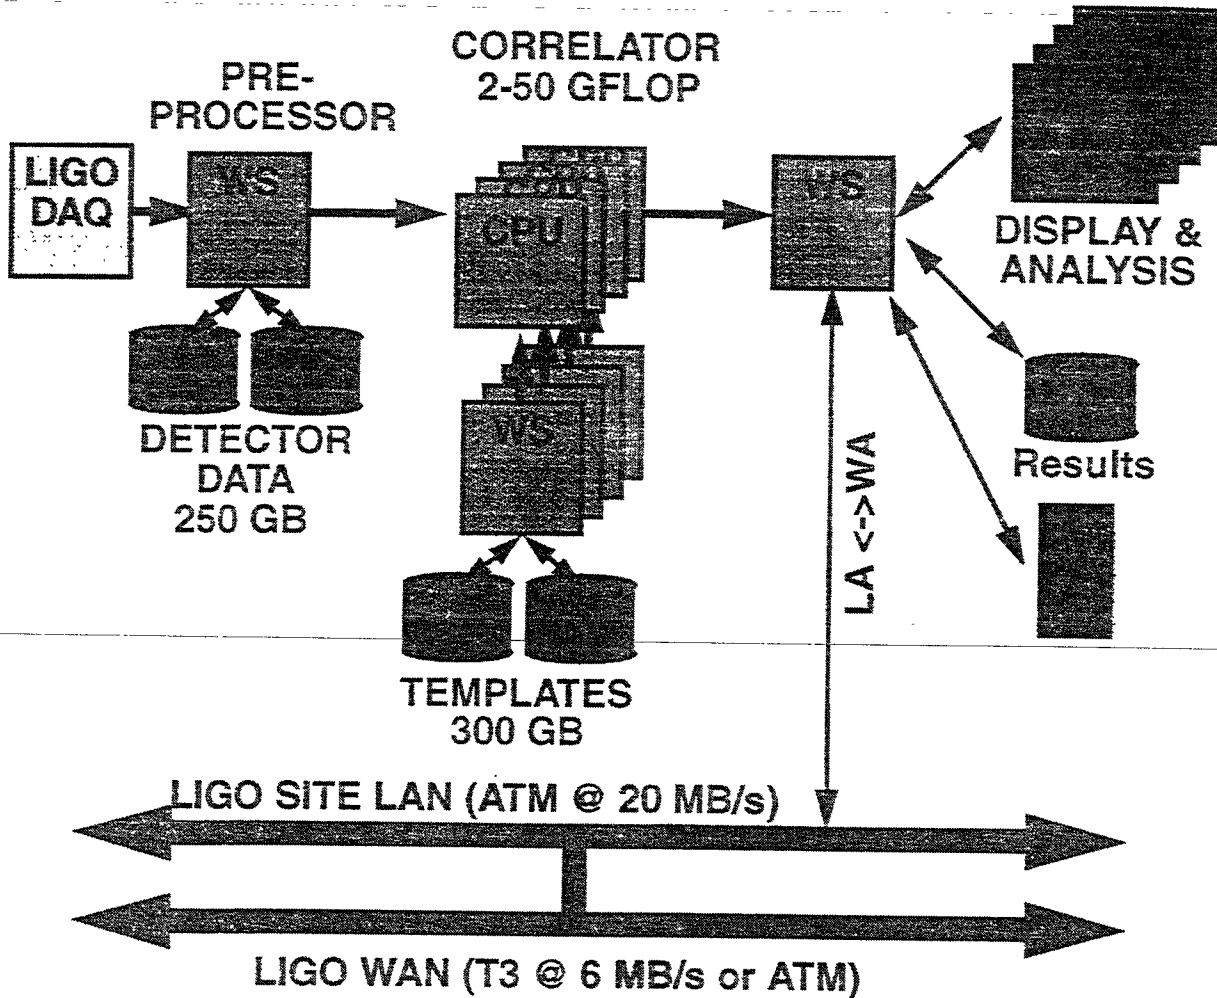 CORRELATOR
2-50 GFLOP
PRE-
PROCESSOR
LIGO
DAQ
WS
CPU
CPU
WS
DISPLAY &
ANALYSIS
DETECTOR
DATA
250 GB
WS
LA <->WA
Results
TEMPLATES
300 GB
LIGO SITE LAN (ATM @ 20 MB/s)
LIGO WAN (T3 @ 6 MB/s or ATM)